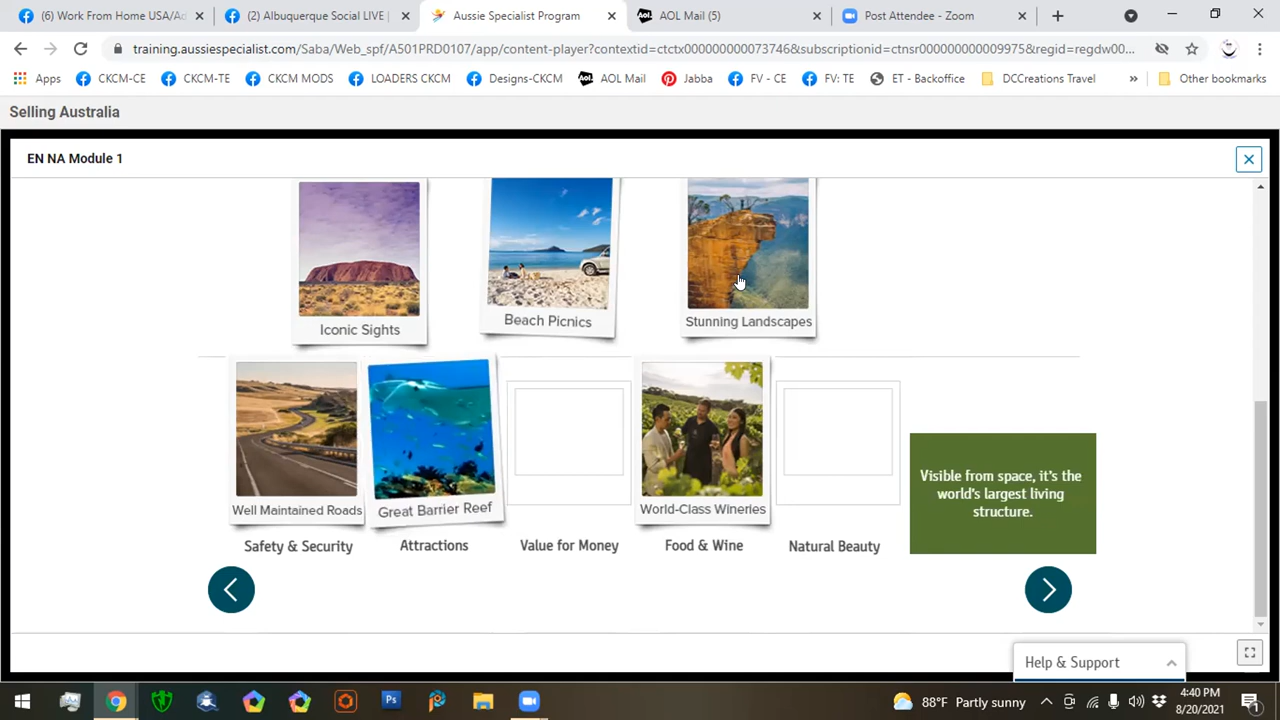 (6) Work From Home USA/Ad
(2) Albuquerque Social LIVE |
Aussie Specialist Program
AOL Mail (5)
Post Attendee - Zoom
training.aussiespecialist.com/Saba/Web_spf/A501PRD0107/app/content-player?contextid=ctctx000000000073746&subscriptionid=ctnsr000000000009975&regid=regdw00...
Apps
CKCM-CE
CKCM-TE
CKCM MODS
LOADERS CKCM
Designs-CKCM
AOL Mail
Jabba
FV - CE
FV: TE
ET - Backoffice
DCCreations Travel
»
Other bookmarks
Selling Australia
EN NA Module 1
Iconic Sights
Beach Picnics
Stunning Landscapes
Well Maintained Roads
Great Barrier Reef
World-Class Wineries
Visible from space, it's the
world's largest living
structure.
Safety & Security
Attractions
Value for Money
Food & Wine
Natural Beauty
Help & Support
88°F Partly sunny
4:40 PM
8/20/2021